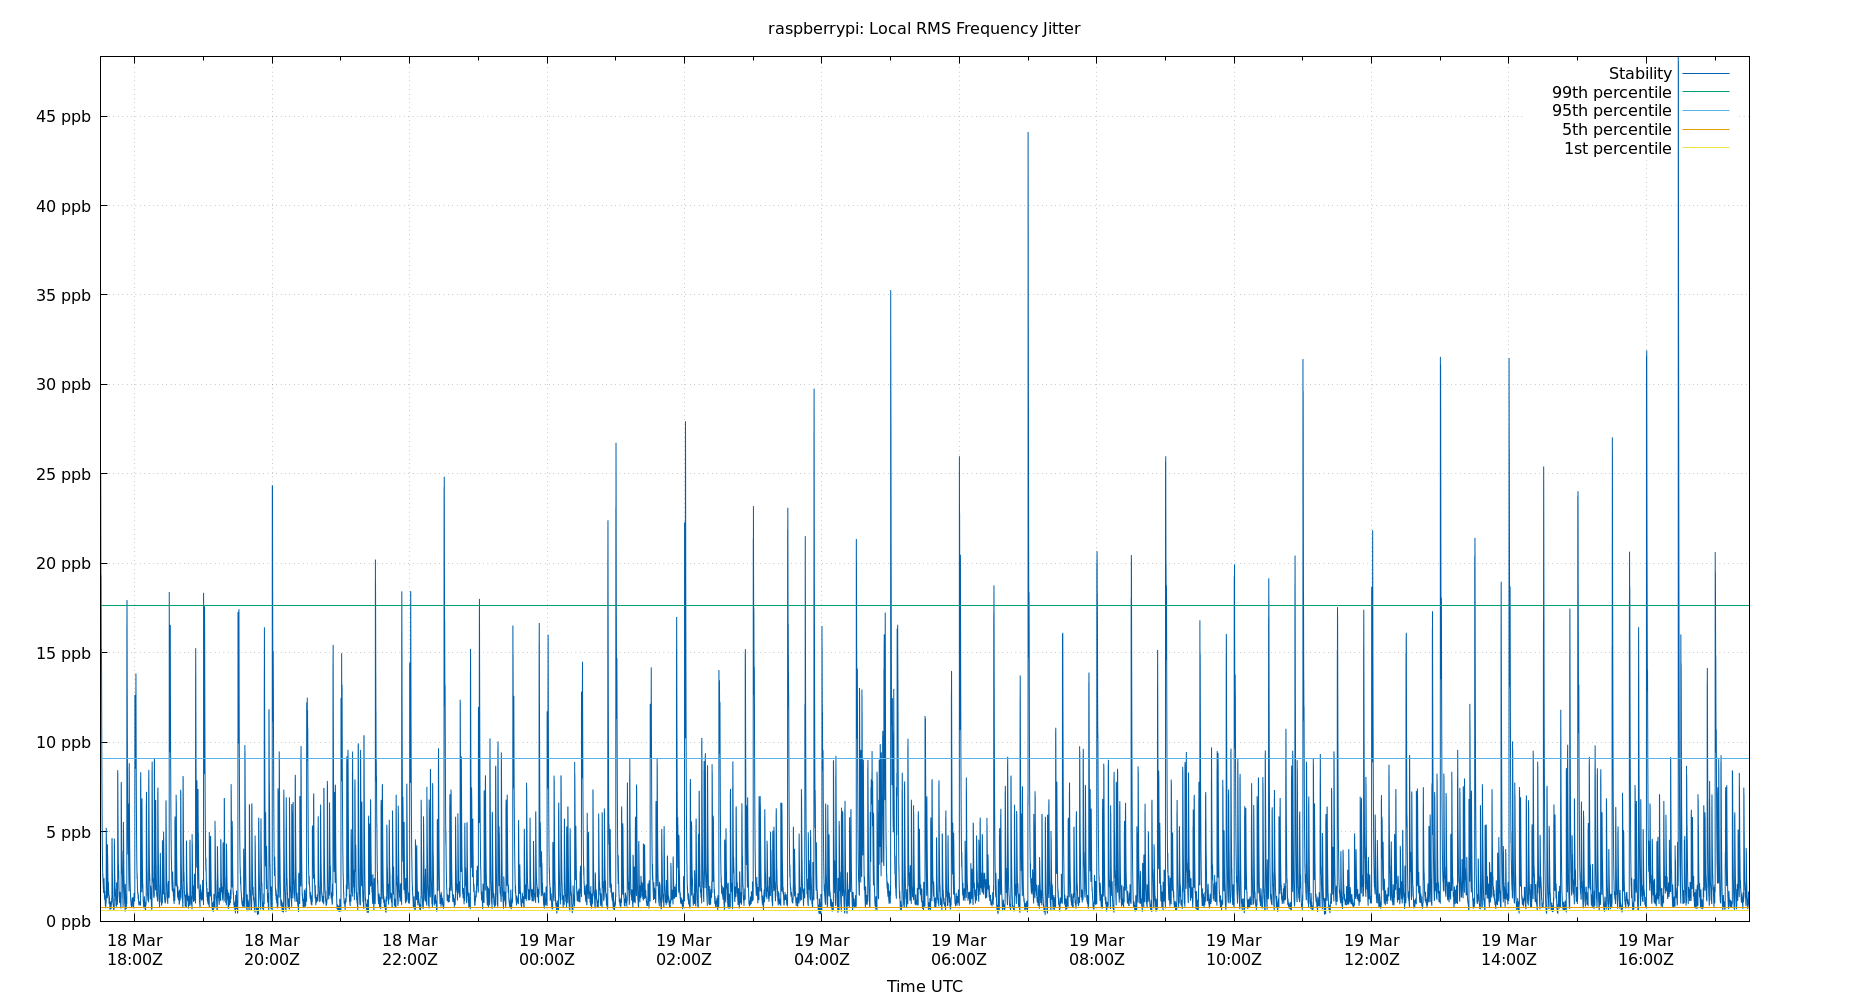 raspberrypi: Local RMS Frequency Jitter
Stability
99th percentile
95th percentile
5th percentile
1st percentile
45 ppb
40 ppb
35 ppb
30 ppb
25 ppb
20 ppb
15 ppb
10 ppb
5 ppb
0 ppb
18 Mar 18 Mar 18 Mar 19 Mar 19 Mar 19 Mar 19 Mar 19 Mar 19 Mar 19 Mar 19 Mar 19 Mar
18:00Z 20:00Z 22:00Z 00:00Z 02:00Z 04:00Z 06:00Z 08:00Z 10:00Z 12:00Z 14:00Z 16:00Z
Time UTC